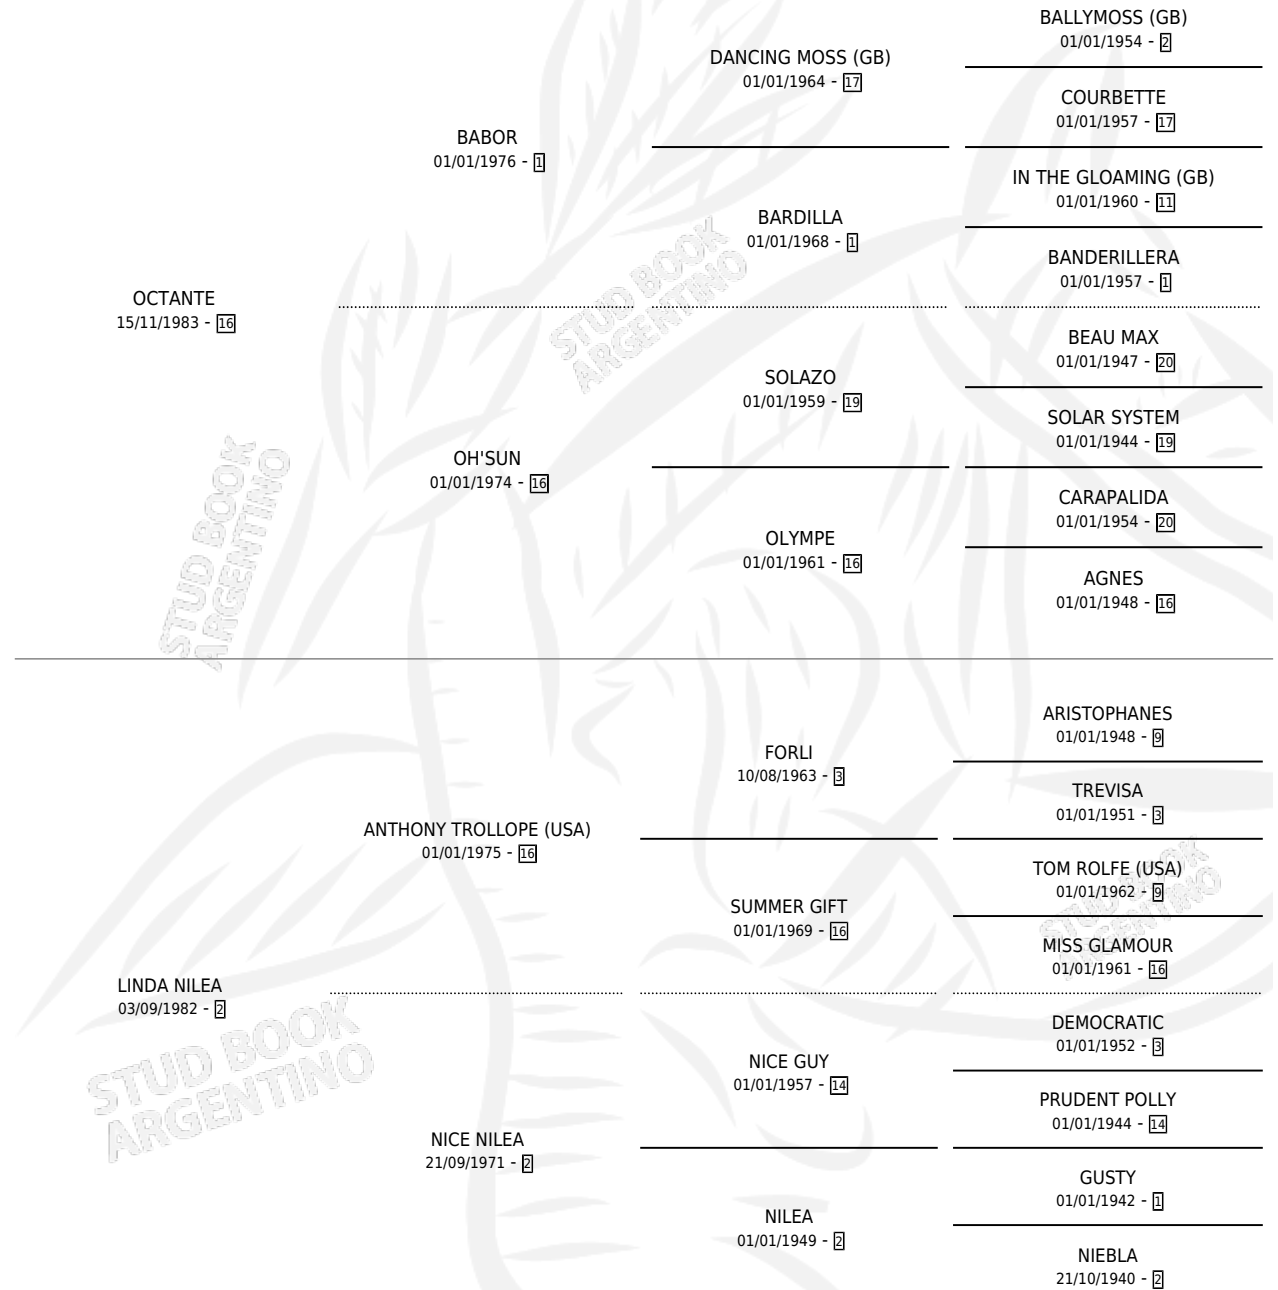 BALLYMOSS (GB)
01/01/1954 - 2
DANCING MOSS (GB)
01/01/1964 - 17
COURBETTE
01/01/1957 - 17
BABOR
01/01/1976 - 1
IN THE GLOAMING (GB)
01/01/1960 - 11
BARDILLA
01/01/1968 - 1
BANDERILLERA
01/01/1957 - 1
OCTANTE
15/11/1983 - 16
STUD BOOK
ARGENTINO
BEAU MAX
01/01/1947 - 20
SOLAZO
01/01/1959 - 19
SOLAR SYSTEM
01/01/1944 - 19
OH'SUN
01/01/1974 - 16
CARAPALIDA
01/01/1954 - 20
OLYMPE
01/01/1961 - 16
AGNES
01/01/1948 - 16
STUD BOOK
ARGENTINO
ARISTOPHANES
01/01/1948 - 9
FORLI
10/08/1963 - 3
TREVISA
01/01/1951 - 3
ANTHONY TROLLOPE (USA)
01/01/1975 - 16
TOM ROLFE (USA)
01/01/1962 - 9
SUMMER GIFT
01/01/1969 - 16
STUD BOOK
ARGENTINO
MISS GLAMOUR
01/01/1961 - 16
LINDA NILEA
03/09/1982 - 2
DEMOCRATIC
01/01/1952 - 3
STUD BOOK
ARGENTINO
NICE GUY
01/01/1957 - 14
PRUDENT POLLY
01/01/1944 - 14
NICE NILEA
21/09/1971 - 2
GUSTY
01/01/1942 - 1
NILEA
01/01/1949 - 2
NIEBLA
21/10/1940 - 2